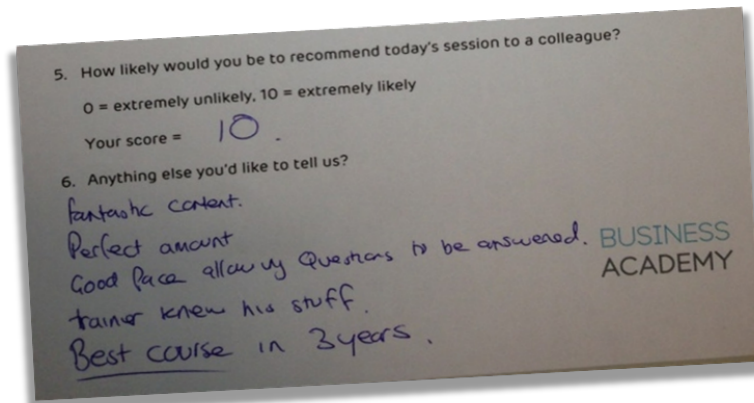 5. How likely would you be to recommend today's session to a colleague?
0 = extremely unlikely, 10 = extremely likely
Your score = 10.
6. Anything else you'd like to tell us?
fantastic content.
Perfect amount
Good Pace allowing Questions to be answered.
trainer knew his stuff.
Best course in 3 years.
BUSINESS
ACADEMY